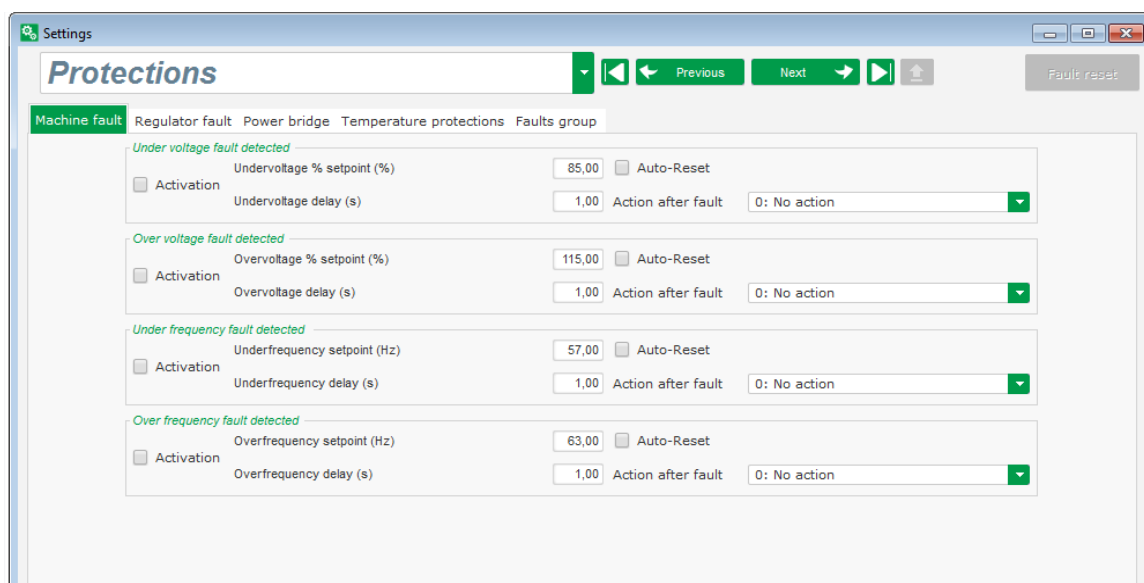 Settings
Protections
Previous
Next
Fault reset
Machine fault Regulator fault Power bridge Temperature protections Faults group
Under voltage fault detected
Undervoltage % setpoint (%) 85,00 Auto-Reset
Activation
Undervoltage delay (s) 1,00 Action after fault 0: No action
Over voltage fault detected
Overvoltage % setpoint (%) 115,00 Auto-Reset
Activation
Overvoltage delay (s) 1,00 Action after fault 0: No action
Under frequency fault detected
Underfrequency setpoint (Hz) 57,00 Auto-Reset
Activation
Underfrequency delay (s) 1,00 Action after fault 0: No action
Over frequency fault detected
Overfrequency setpoint (Hz) 63,00 Auto-Reset
Activation
Overfrequency delay (s) 1,00 Action after fault 0: No action